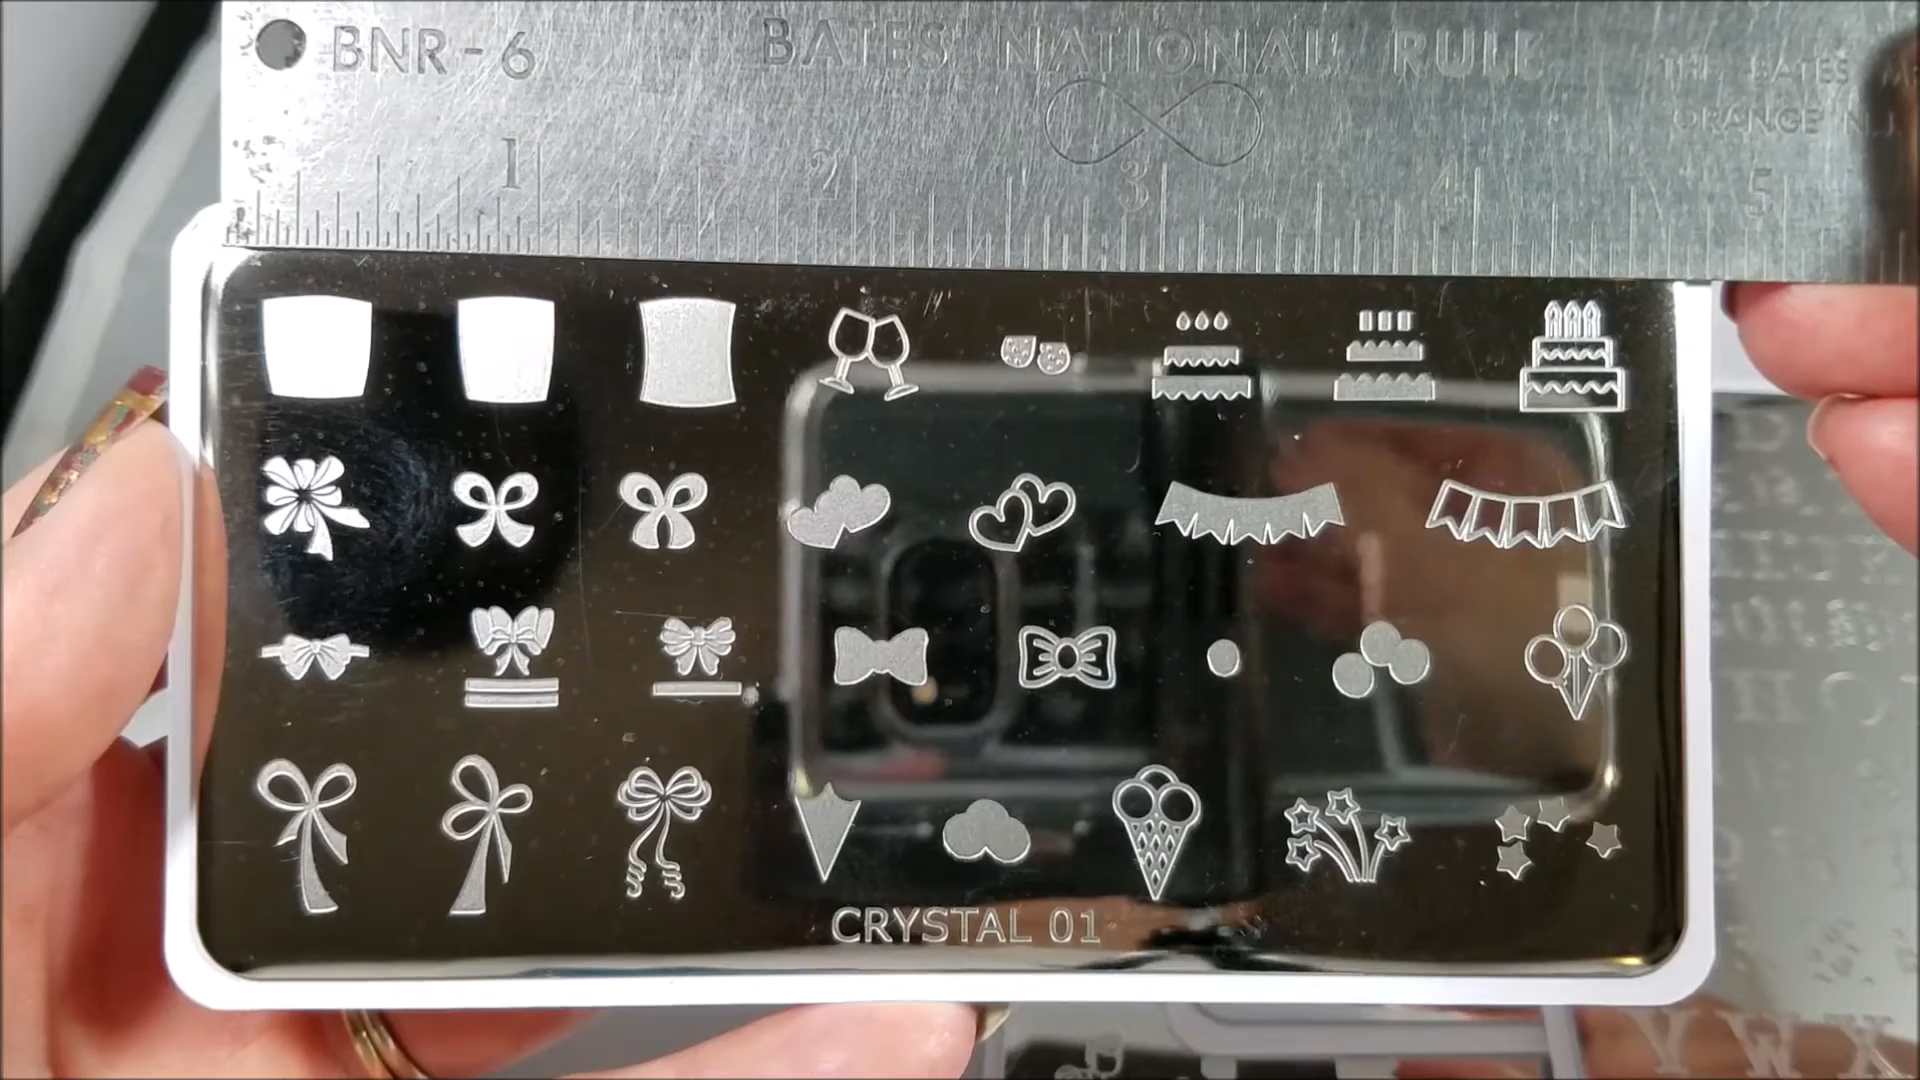 BNR-6 BATES NATIONAL RULE THE BATES
ORANGE N.J.
1 2 3 4 5
CRYSTAL 01
Y W X